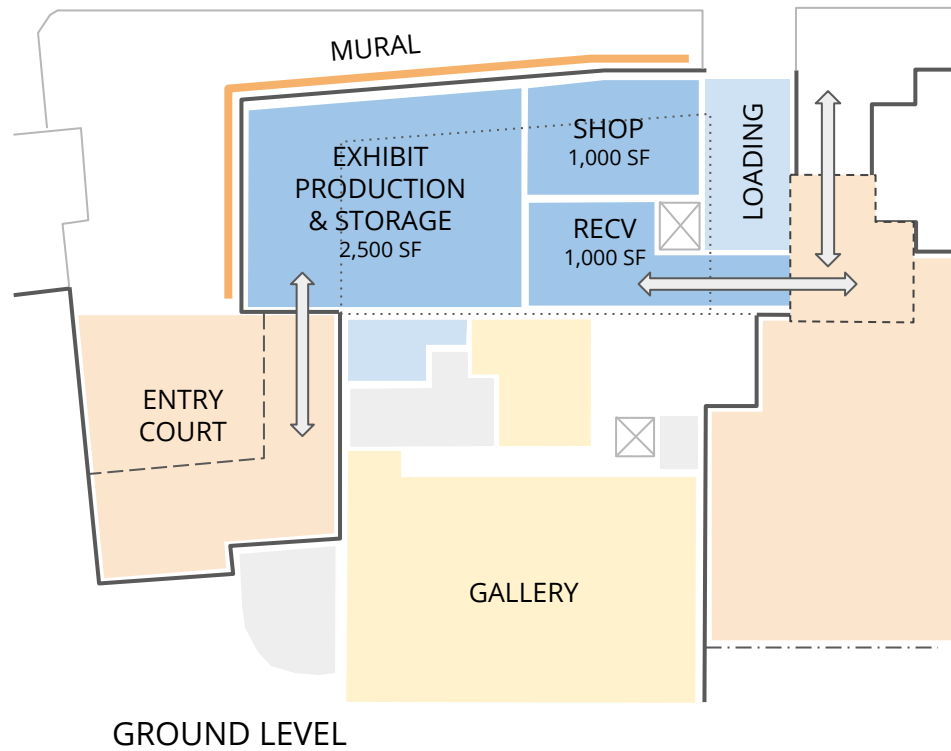 MURAL
EXHIBIT
PRODUCTION
& STORAGE
2,500 SF
SHOP
1,000 SF
LOADING
RECV
1,000 SF
ENTRY
COURT
GALLERY
GROUND LEVEL